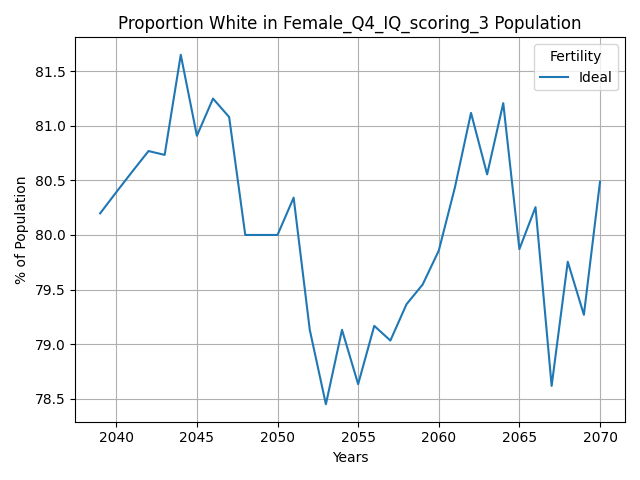 Proportion White in Female_Q4_IQ_scoring_3 Population
Fertility
Ideal
% of Population
81.5
81.0
80.5
80.0
79.5
79.0
78.5
2040 2045 2050 2055 2060 2065 2070
Years